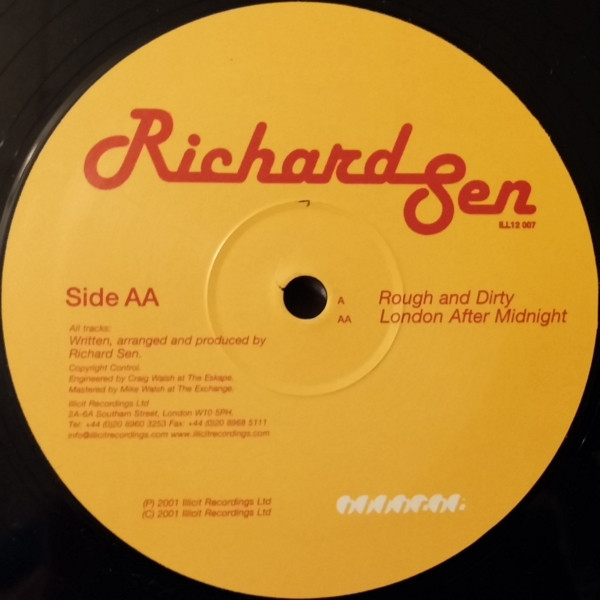 Richard Sen
ILL12 007
Side AA
A Rough and Dirty
AA London After Midnight
All tracks:
Written, arranged and produced by
Richard Sen.
Copyright Control.
Engineered by Craig Walsh at The Eskape.
Mastered by Mike Walsh at The Exchange.
Illicit Recordings Ltd
2A-6A Southam Street, London W10 5PH.
Tel: +44 (0)20 8960 3253 Fax: +44 (0)20 8968 5111
info@illicitrecordings.com www.illicitrecordings.com
(P) 2001 Illicit Recordings Ltd
(C) 2001 Illicit Recordings Ltd